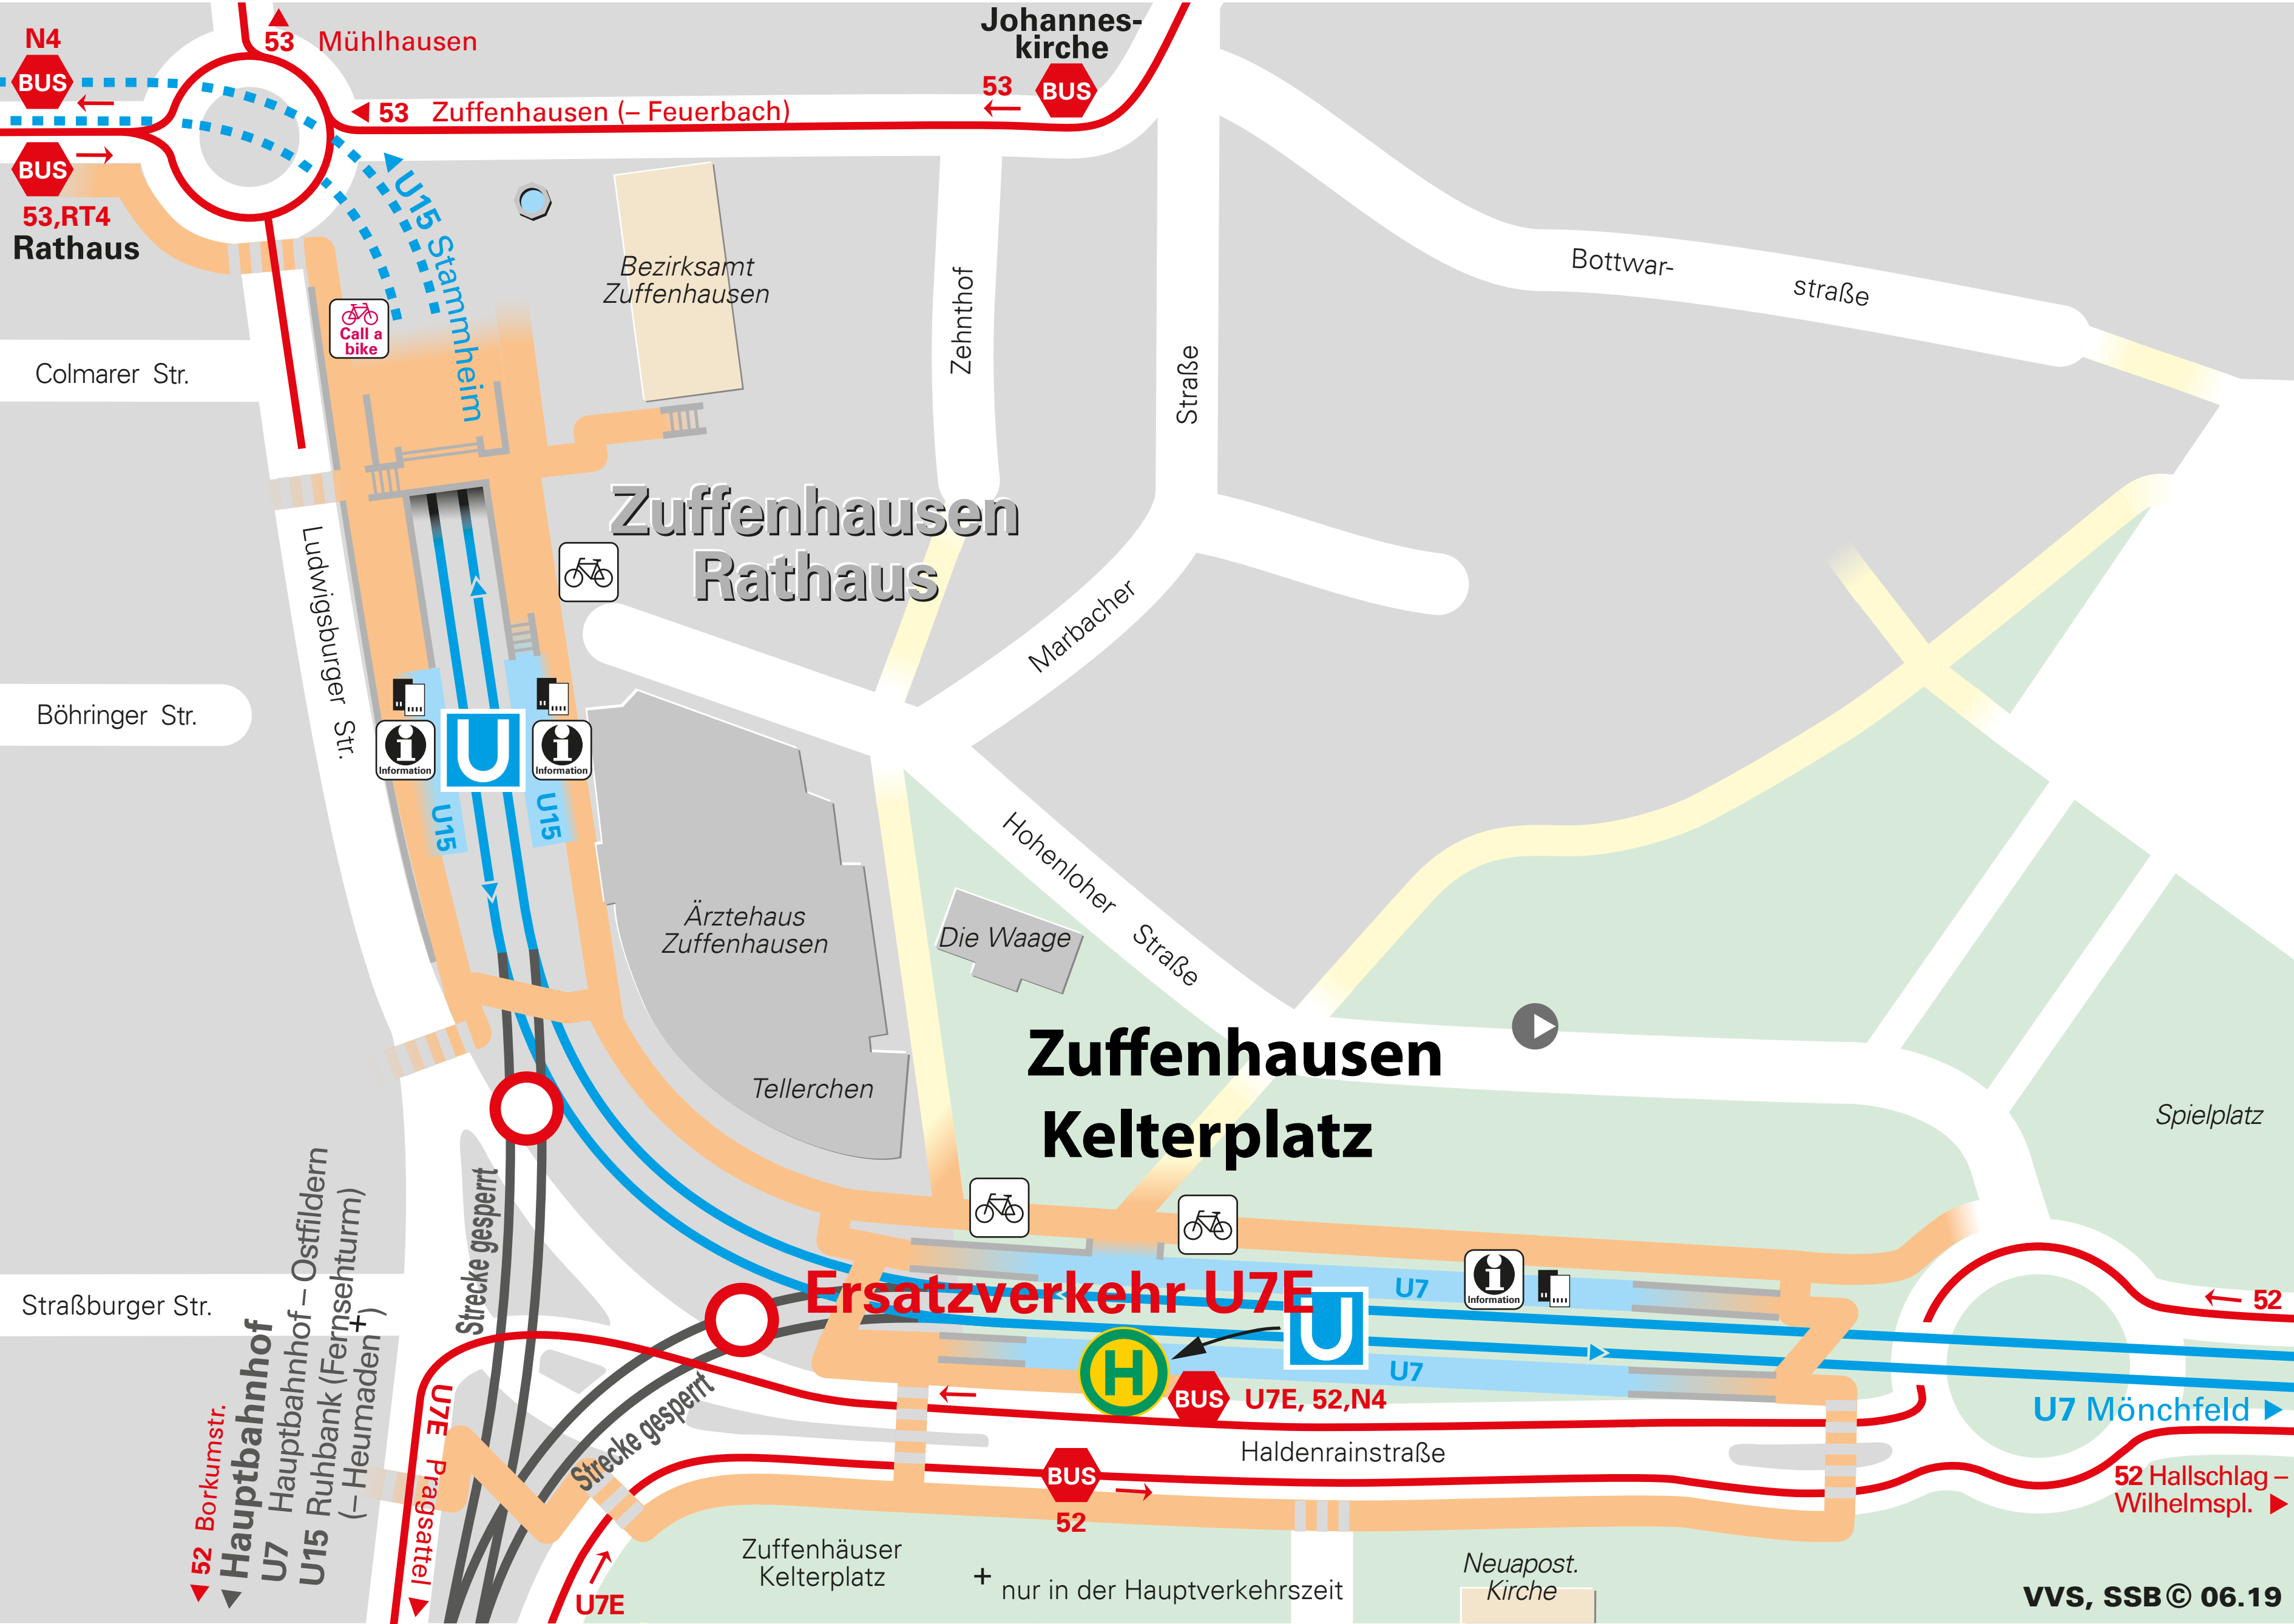 N4
BUS
53
Mühlhausen
Johannes-
kirche
53
BUS
53 Zuffenhausen (– Feuerbach)
BUS
53,RT4
Rathaus
U15 Stammheim
Call a
bike
Bezirksamt
Zuffenhausen
Zehnthof
Straße
Bottwar-
straße
Colmarer Str.
Zuffenhausen
Rathaus
Ludwigsburger Str.
Marbacher
Böhringer Str.
U
Information
Information
U15
U15
Hohenloher Straße
Ärztehaus
Zuffenhausen
Die Waage
Tellerchen
Zuffenhausen
Kelterplatz
Spielplatz
Strecke gesperrt
Straßburger Str.
Ersatzverkehr U7E
U
U7
Information
U7
52
H
BUS
U7E, 52,N4
U7 Mönchfeld
Strecke gesperrt
Haldenrainstraße
BUS
52
52 Hallschlag –
Wilhelmspl.
52 Borkumstr.
Hauptbahnhof
U7 Hauptbahnhof – Ostfildern
U15 Ruhbank (Fernsehturm)
(– Heumaden+)
U7E Pragsattel
U7E
Zuffenhäuser
Kelterplatz
+ nur in der Hauptverkehrszeit
Neuapost.
Kirche
VVS, SSB © 06.19